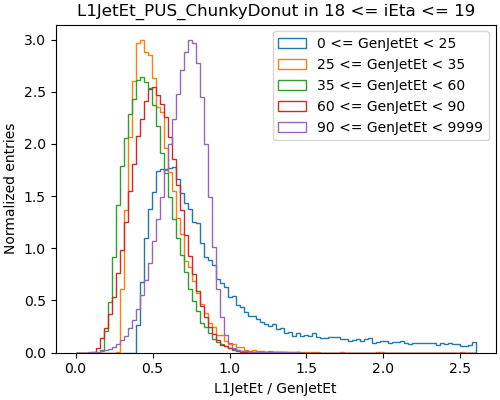 L1JetEt_PUS_ChunkyDonut in 18 <= iEta <= 19
0 <= GenJetEt < 25
25 <= GenJetEt < 35
35 <= GenJetEt < 60
60 <= GenJetEt < 90
90 <= GenJetEt < 9999
Normalized entries
3.0
2.5
2.0
1.5
1.0
0.5
0.0
0.0 0.5 1.0 1.5 2.0 2.5
L1JetEt / GenJetEt